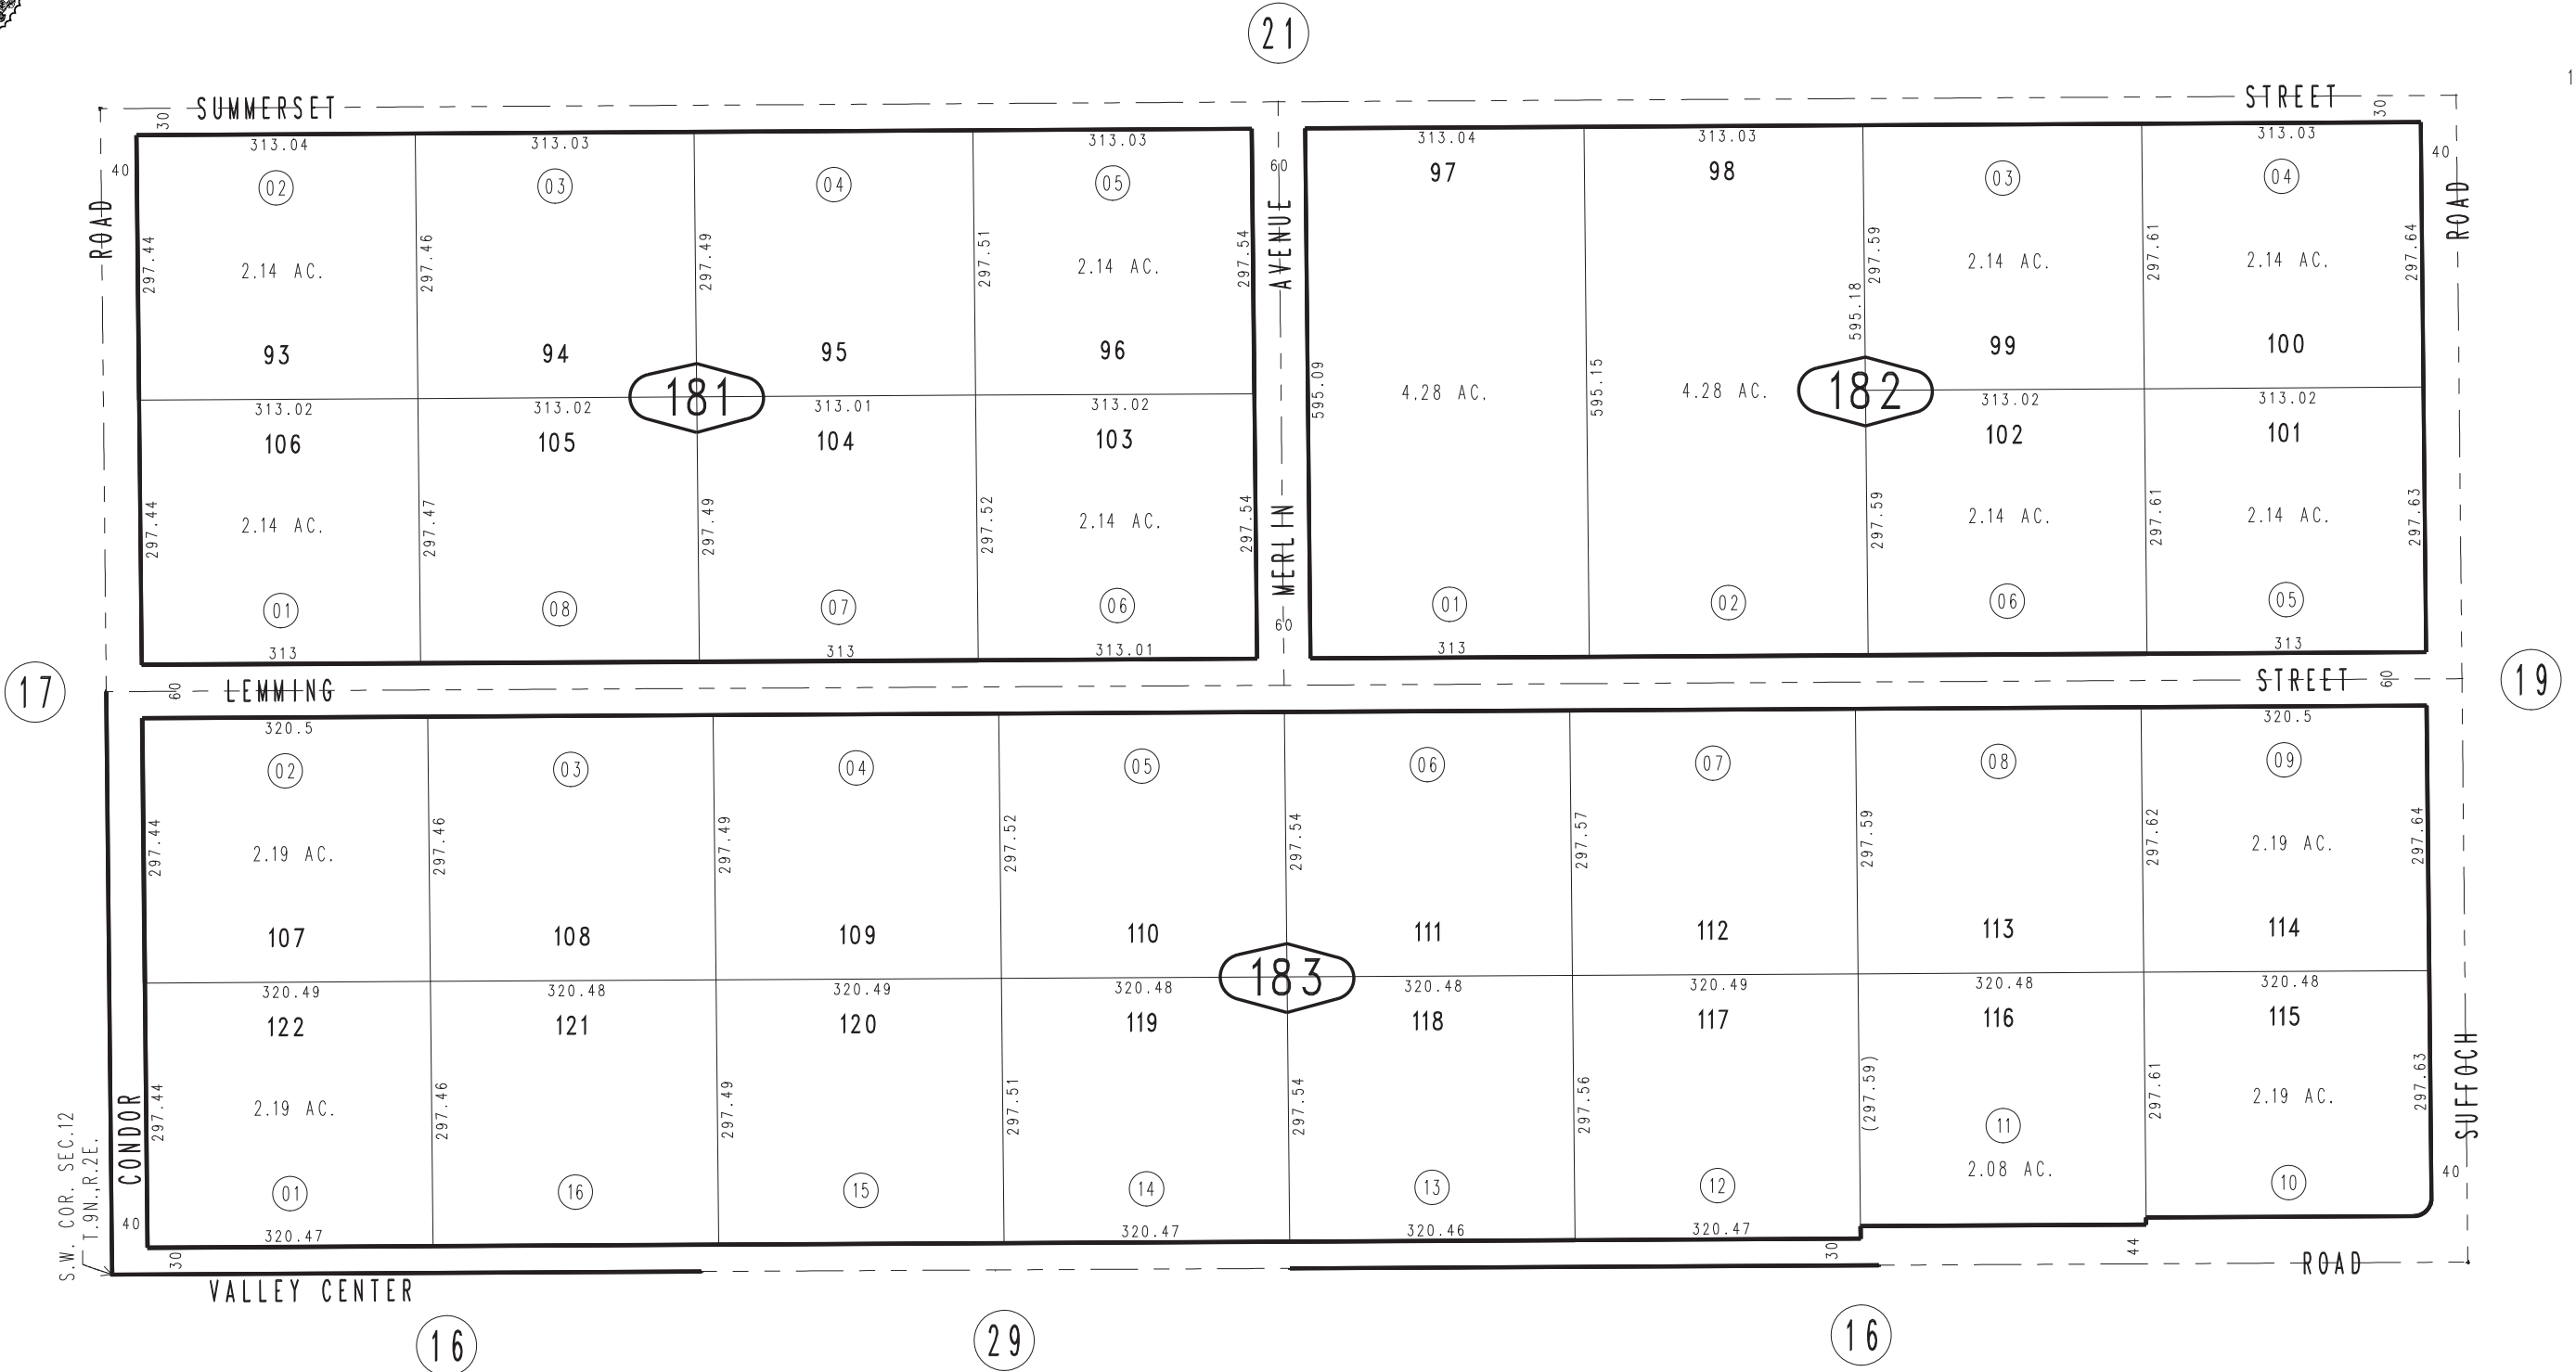 21
1
SUMMERSET STREET
30 30
313.04 313.03 313.03 313.04 313.03 313.03
40 60 40
02 03 04 05 97 98 03 04
ROAD AVENUE ROAD
297.44 297.46 297.49 297.51 297.54 297.59 297.61 297.64
2.14 AC. 2.14 AC. 2.14 AC. 2.14 AC.
595.18
93 94 95 96 99 100
595.09 595.15
181 4.28 AC. 4.28 AC. 182
313.02 313.02 313.01 313.02 313.02 313.02
106 105 104 103 102 101
297.44 297.47 297.49 297.52 297.54 297.59 297.61 297.63
2.14 AC. 2.14 AC. 2.14 AC. 2.14 AC.
MERLIN
01 08 07 06 01 02 06 05
60
313 313 313.01 313 313
17 60 LEMMING STREET 60 19
320.5 320.5
02 03 04 05 06 07 08 09
297.44 297.46 297.49 297.52 297.54 297.57 297.59 297.62 297.64
2.19 AC. 2.19 AC.
107 108 109 110 111 112 113 114
183
320.49 320.48 320.49 320.48 320.48 320.49 320.48 320.48
122 121 120 119 118 117 116 115
297.44 297.46 297.49 297.51 297.54 297.56 (297.59) 297.61 297.63
2.19 AC. 2.19 AC.
CONDOR SUFFOCH
11
2.08 AC.
01 16 15 14 13 12 10
40 40
320.47 320.47 320.46 320.47
S.W. COR. SEC.12
T.9N.,R.2E.
30 30 44
VALLEY CENTER ROAD
16 29 16